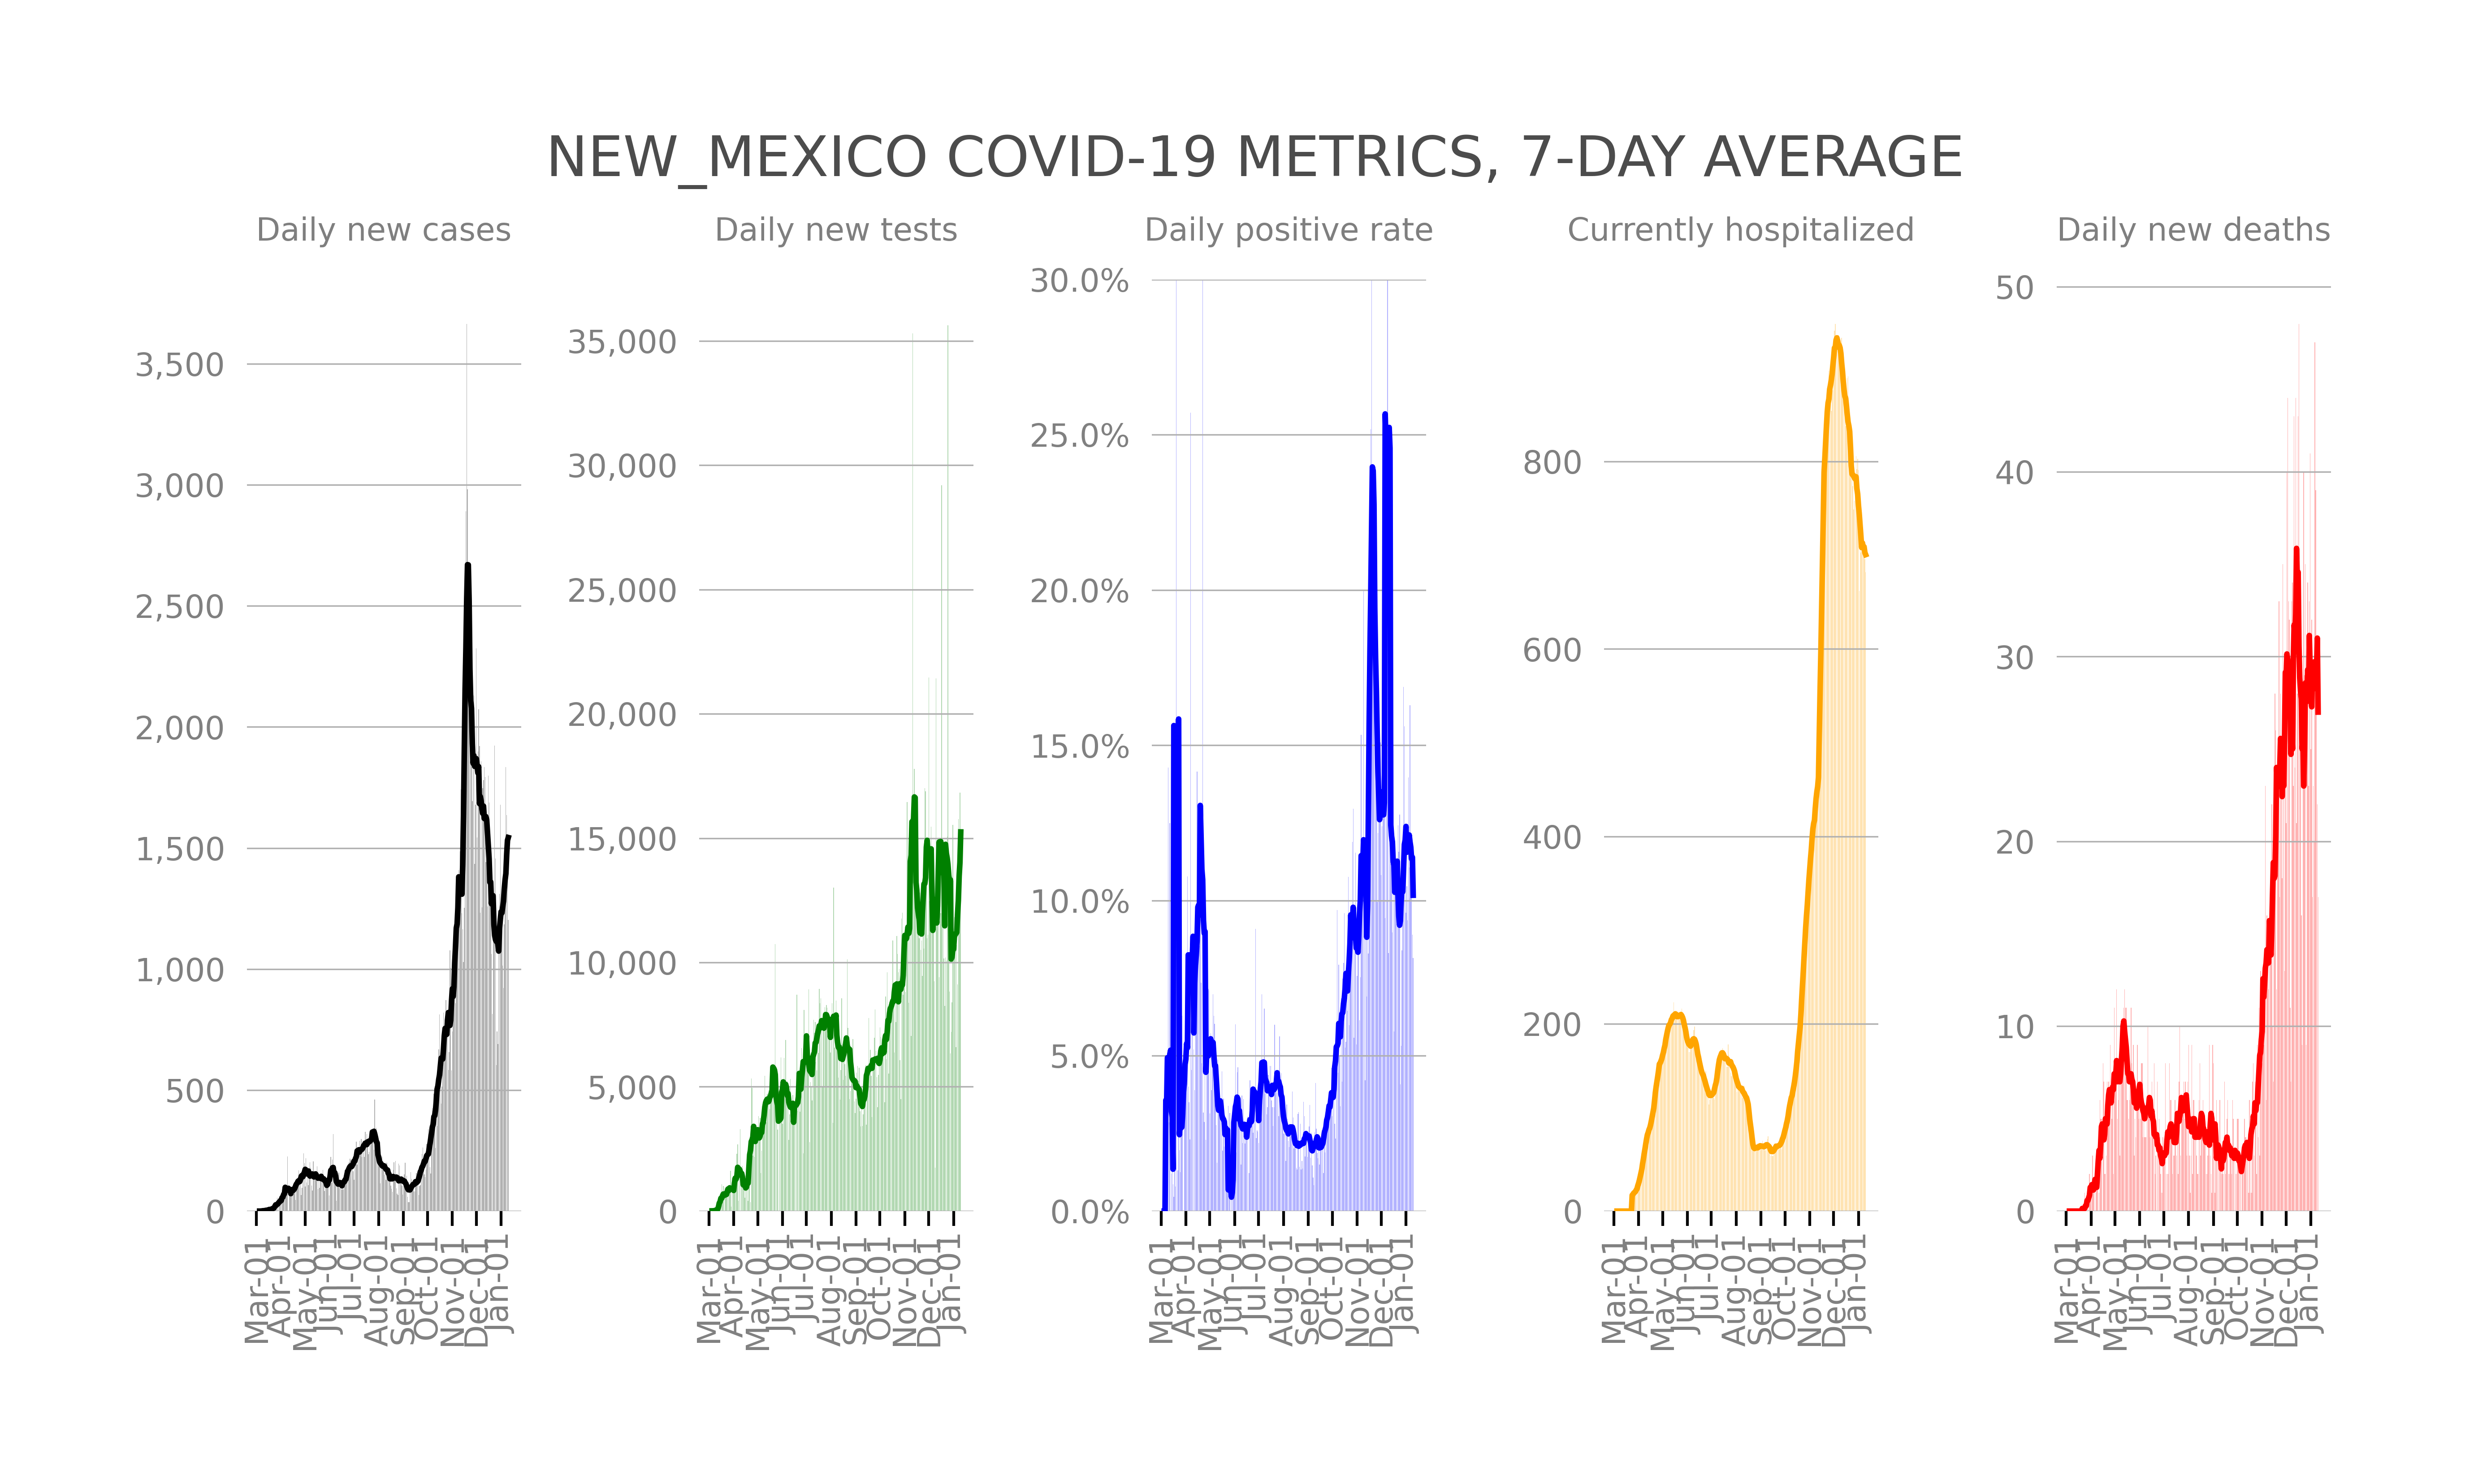 NEW_MEXICO COVID-19 METRICS, 7-DAY AVERAGE
Daily new cases
3,500
3,000
2,500
2,000
1,500
1,000
500
0
Mar-01
Apr-01
May-01
Jun-01
Jul-01
Aug-01
Sep-01
Oct-01
Nov-01
Dec-01
Jan-01
Daily new tests
35,000
30,000
25,000
20,000
15,000
10,000
5,000
0
Mar-01
Apr-01
May-01
Jun-01
Jul-01
Aug-01
Sep-01
Oct-01
Nov-01
Dec-01
Jan-01
Daily positive rate
30.0%
25.0%
20.0%
15.0%
10.0%
5.0%
0.0%
Mar-01
Apr-01
May-01
Jun-01
Jul-01
Aug-01
Sep-01
Oct-01
Nov-01
Dec-01
Jan-01
Currently hospitalized
800
600
400
200
0
Mar-01
Apr-01
May-01
Jun-01
Jul-01
Aug-01
Sep-01
Oct-01
Nov-01
Dec-01
Jan-01
Daily new deaths
50
40
30
20
10
0
Mar-01
Apr-01
May-01
Jun-01
Jul-01
Aug-01
Sep-01
Oct-01
Nov-01
Dec-01
Jan-01